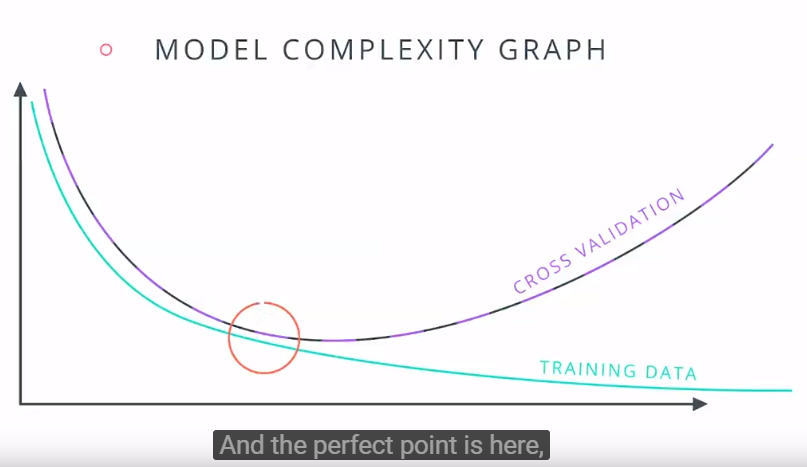 MODEL COMPLEXITY GRAPH
CROSS VALIDATION
TRAINING DATA
And the perfect point is here,